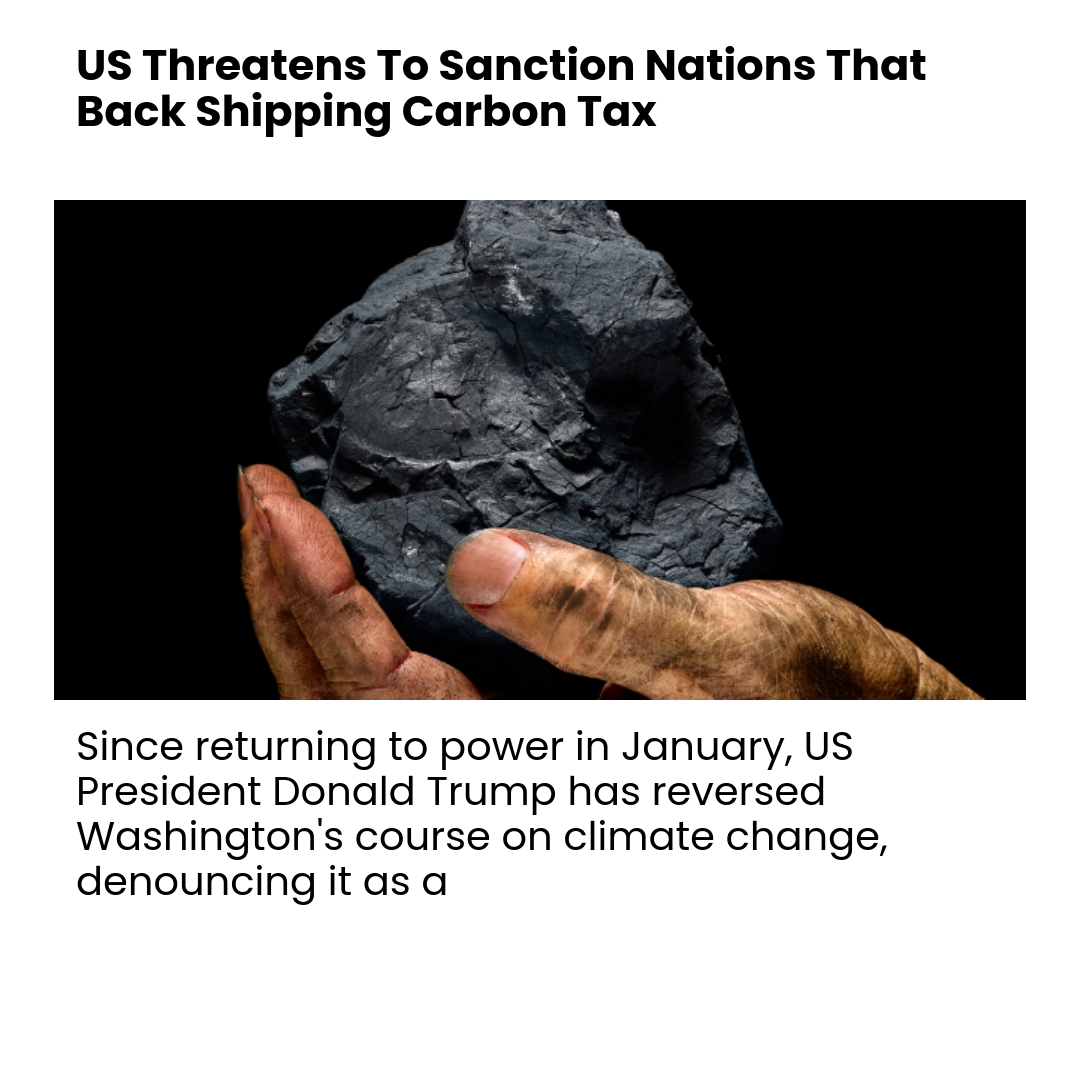 US Threatens To Sanction Nations That
Back Shipping Carbon Tax
Since returning to power in January, US
President Donald Trump has reversed
Washington's course on climate change,
denouncing it as a